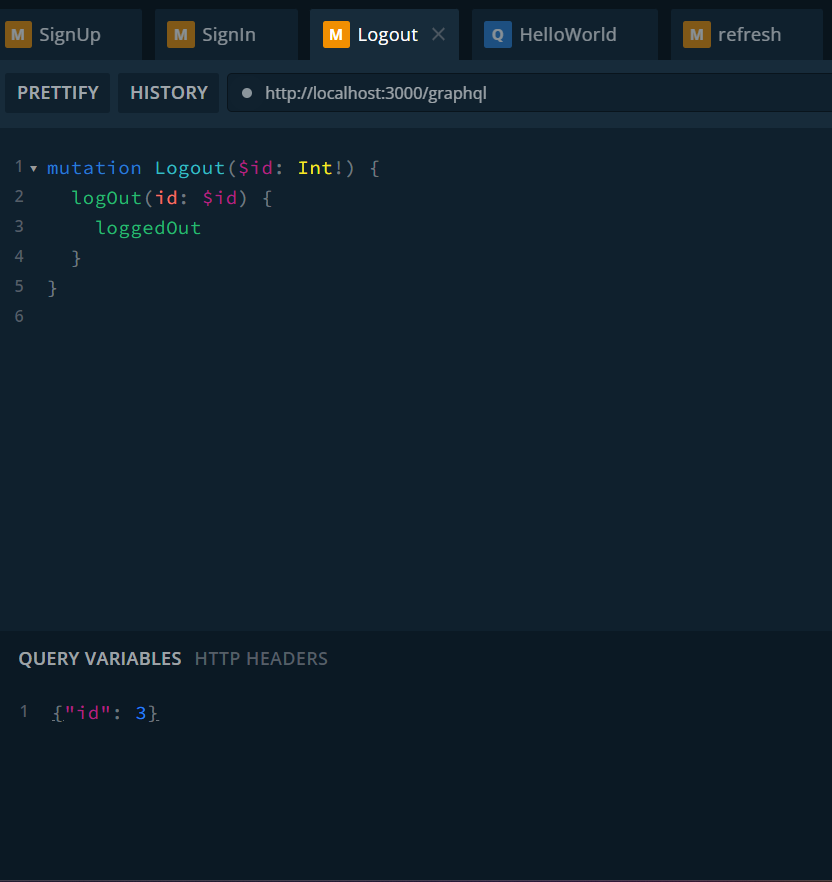 M SignUp M SignIn M Logout × Q HelloWorld M refresh
PRETTIFY HISTORY http://localhost:3000/graphql
1 mutation Logout($id: Int!) {
2 logOut(id: $id) {
3 loggedOut
4 }
5 }
6
QUERY VARIABLES HTTP HEADERS
1 {"id": 3}